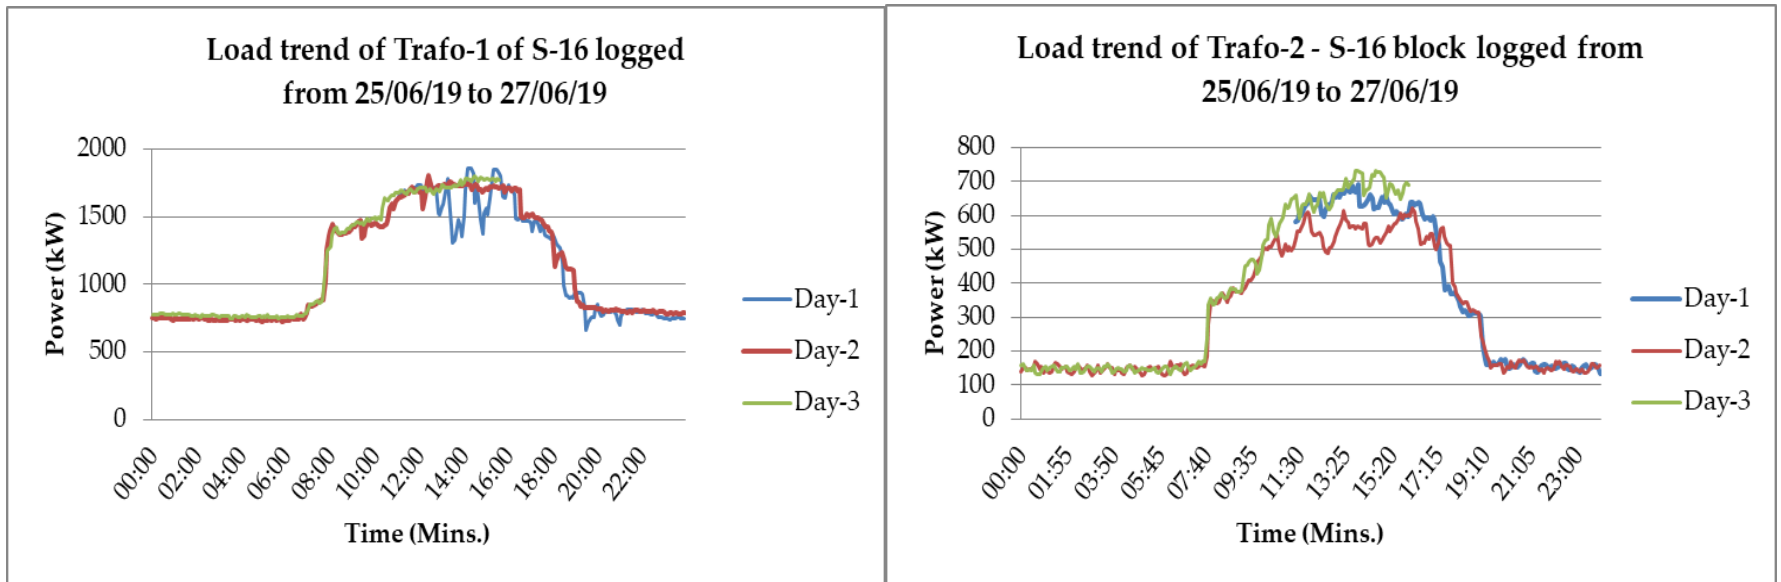 Load trend of Trafo-1 of S-16 logged
from 25/06/19 to 27/06/19
2000
1500
1000
500
0
Power (kW)
00:00
02:00
04:00
06:00
08:00
10:00
12:00
14:00
16:00
18:00
20:00
22:00
Time (Mins.)
Day-1
Day-2
Day-3
Load trend of Trafo-2 - S-16 block logged from
25/06/19 to 27/06/19
800
700
600
500
400
300
200
100
0
Power (kW)
00:00
01:55
03:50
05:45
07:40
09:35
11:30
13:25
15:20
17:15
19:10
21:05
23:00
Time (Mins.)
Day-1
Day-2
Day-3